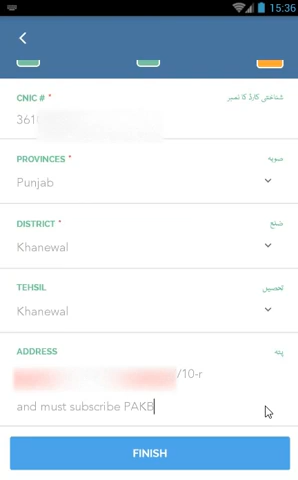 15:36
CNIC # * شناختی کارڈ کا نمبر
361
PROVINCES * صوبہ
Punjab
DISTRICT * ضلع
Khanewal
TEHSIL تحصیل
Khanewal
ADDRESS پتہ
/10-r
and must subscribe PAKB
FINISH